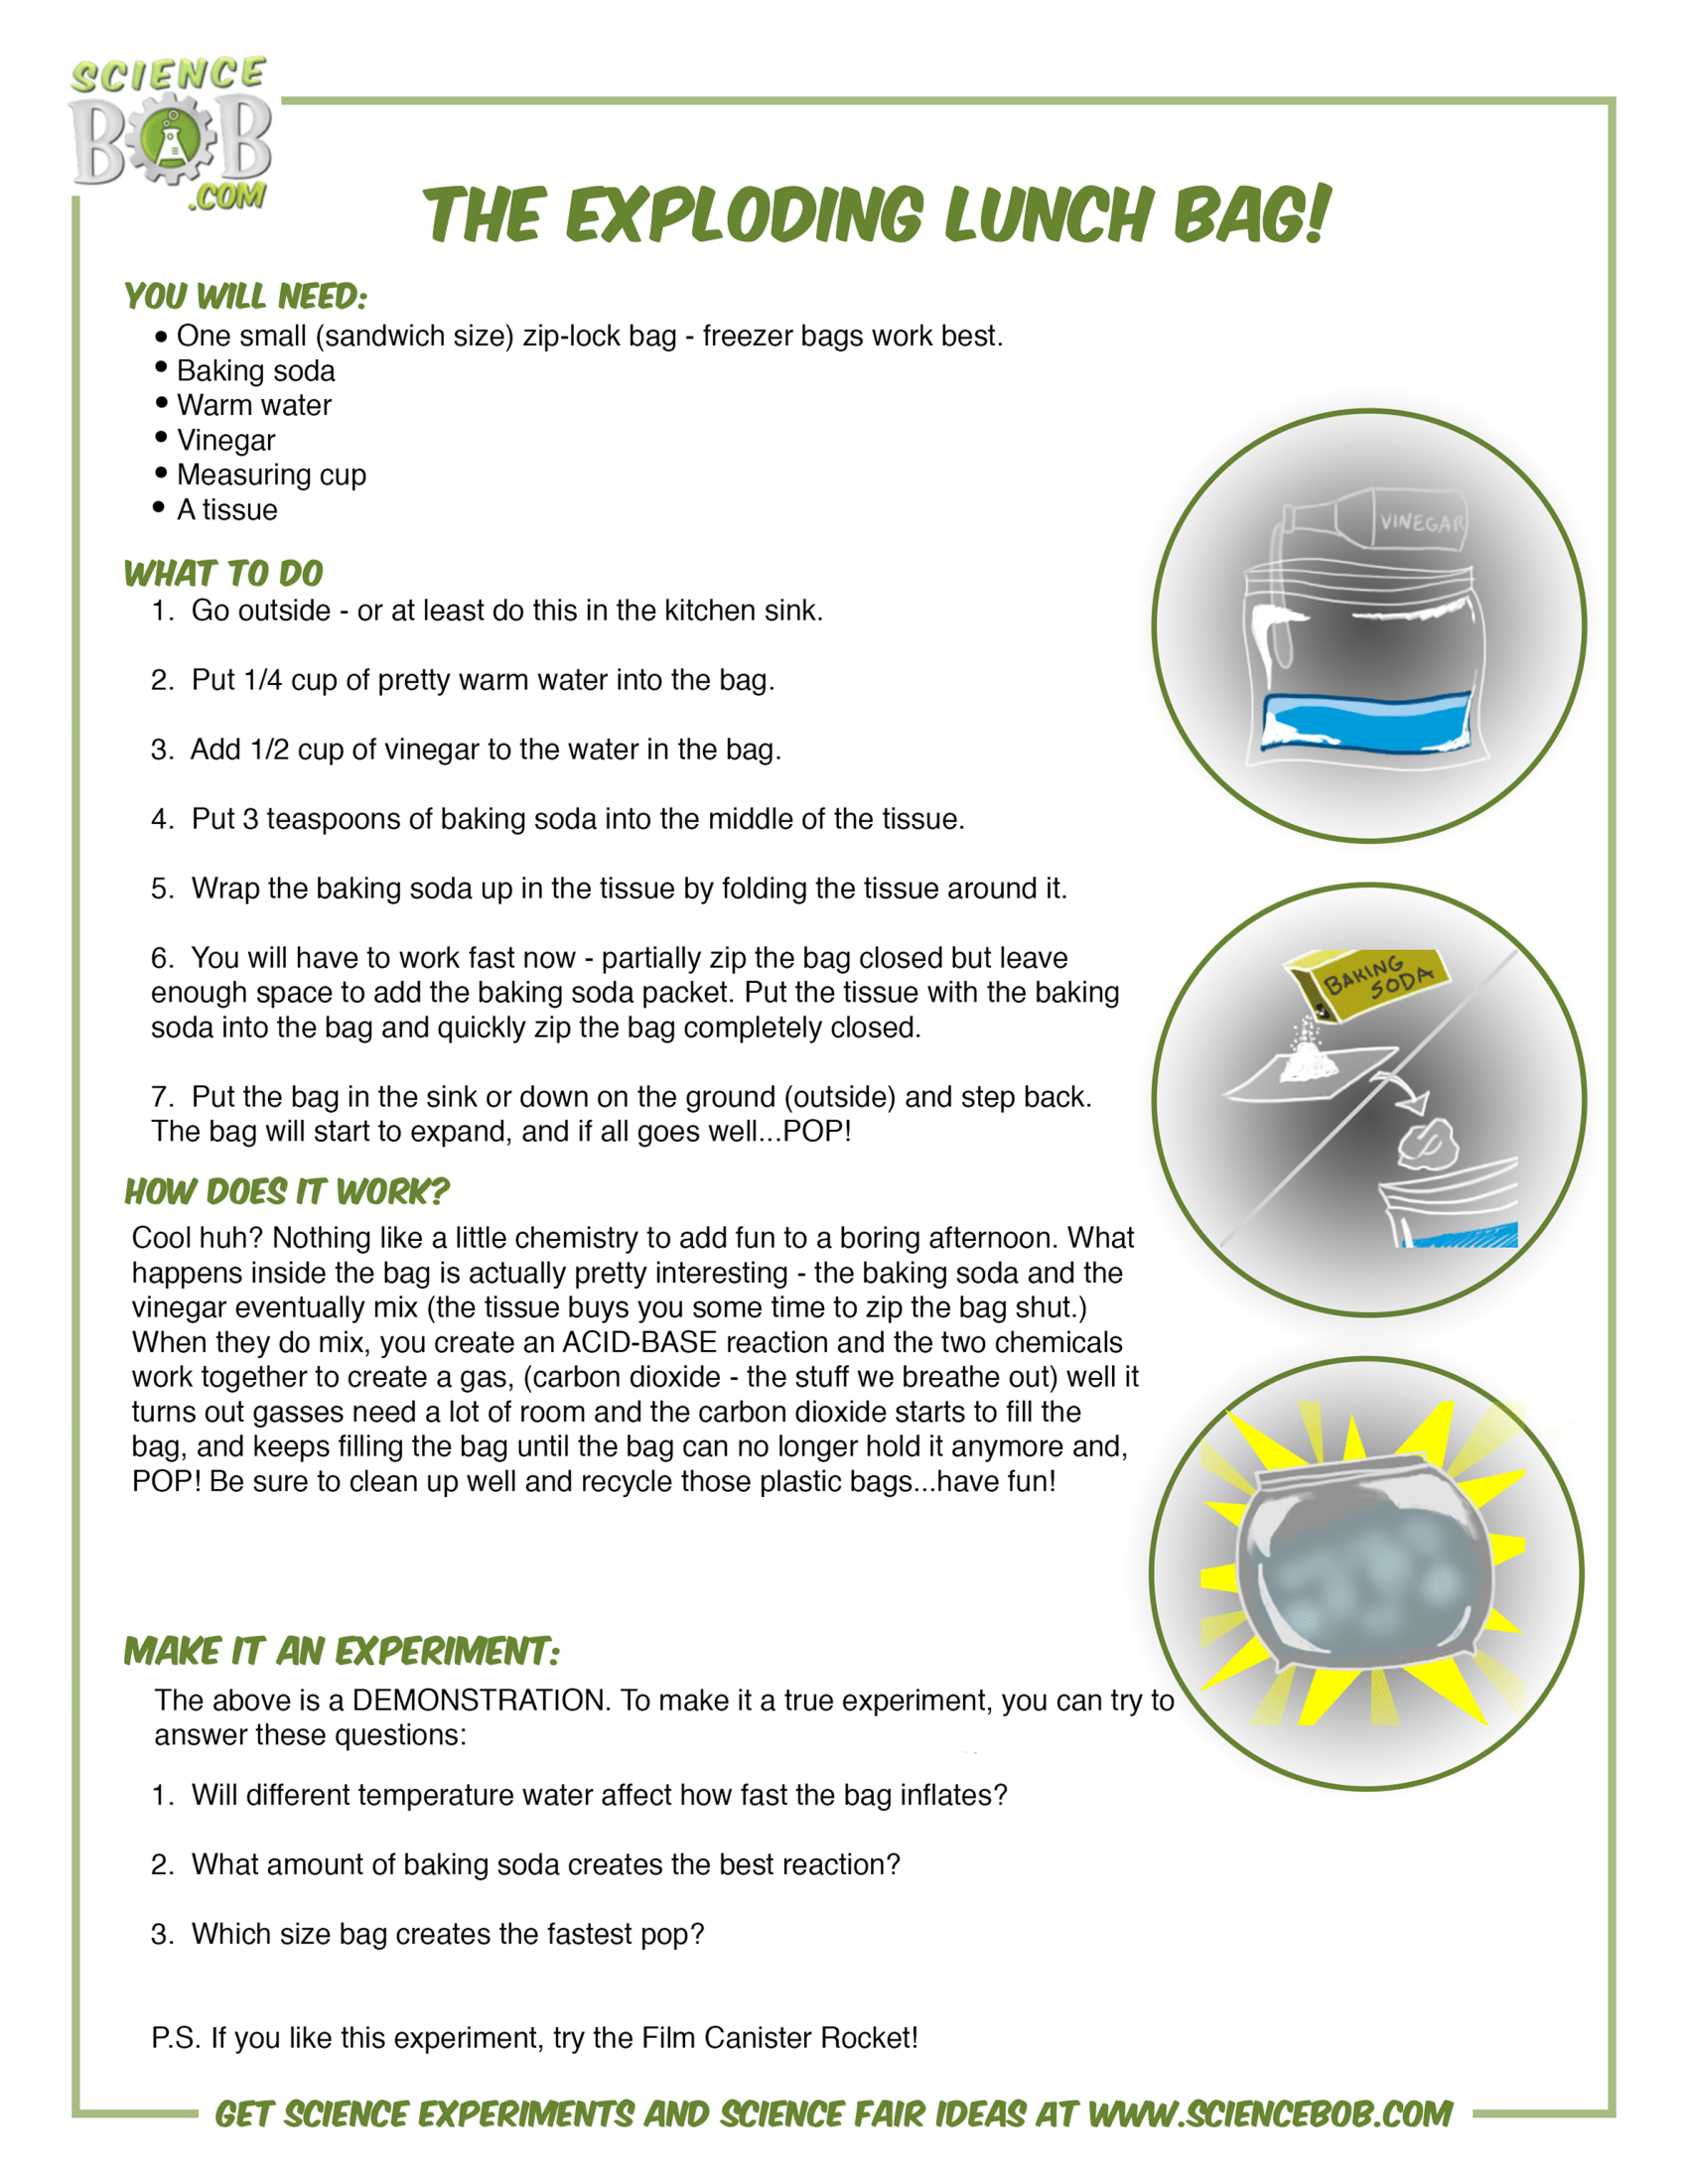 SCIENCE
BOB
.COM
THE EXPLODING LUNCH BAG!
YOU WILL NEED:
• One small (sandwich size) zip-lock bag - freezer bags work best.
• Baking soda
• Warm water
• Vinegar
• Measuring cup
• A tissue
WHAT TO DO
1. Go outside - or at least do this in the kitchen sink.
2. Put 1/4 cup of pretty warm water into the bag.
3. Add 1/2 cup of vinegar to the water in the bag.
4. Put 3 teaspoons of baking soda into the middle of the tissue.
5. Wrap the baking soda up in the tissue by folding the tissue around it.
6. You will have to work fast now - partially zip the bag closed but leave
enough space to add the baking soda packet. Put the tissue with the baking
soda into the bag and quickly zip the bag completely closed.
7. Put the bag in the sink or down on the ground (outside) and step back.
The bag will start to expand, and if all goes well...POP!
VINEGAR
BAKING
SODA
HOW DOES IT WORK?
Cool huh? Nothing like a little chemistry to add fun to a boring afternoon. What
happens inside the bag is actually pretty interesting - the baking soda and the
vinegar eventually mix (the tissue buys you some time to zip the bag shut.)
When they do mix, you create an ACID-BASE reaction and the two chemicals
work together to create a gas, (carbon dioxide - the stuff we breathe out) well it
turns out gasses need a lot of room and the carbon dioxide starts to fill the
bag, and keeps filling the bag until the bag can no longer hold it anymore and,
POP! Be sure to clean up well and recycle those plastic bags...have fun!
MAKE IT AN EXPERIMENT:
The above is a DEMONSTRATION. To make it a true experiment, you can try to
answer these questions:
1. Will different temperature water affect how fast the bag inflates?
2. What amount of baking soda creates the best reaction?
3. Which size bag creates the fastest pop?
P.S. If you like this experiment, try the Film Canister Rocket!
GET SCIENCE EXPERIMENTS AND SCIENCE FAIR IDEAS AT WWW.SCIENCEBOB.COM